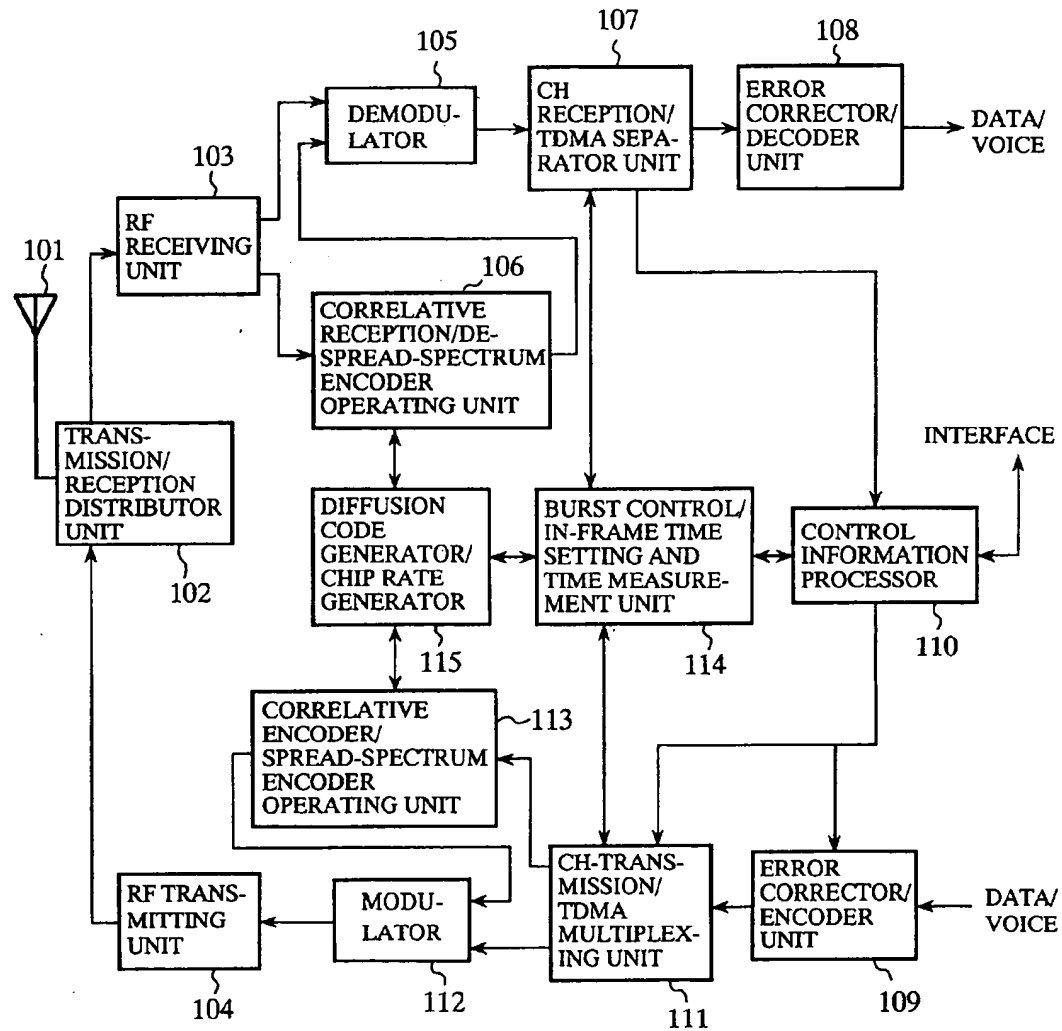 105
DEMODU-
LATOR
107
CH
RECEPTION/
TDMA SEPA-
RATOR UNIT
108
ERROR
CORRECTOR/
DECODER
UNIT
DATA/
VOICE
103
RF
RECEIVING
UNIT
101
106
CORRELATIVE
RECEPTION/DE-
SPREAD-SPECTRUM
ENCODER
OPERATING UNIT
TRANS-
MISSION/
RECEPTION
DISTRIBUTOR
UNIT
102
DIFFUSION
CODE
GENERATOR/
CHIP RATE
GENERATOR
115
BURST CONTROL/
IN-FRAME TIME
SETTING AND
TIME MEASURE-
MENT UNIT
114
INTERFACE
CONTROL
INFORMATION
PROCESSOR
110
CORRELATIVE
ENCODER/
SPREAD-SPECTRUM
ENCODER
OPERATING UNIT
113
RF TRANS-
MITTING
UNIT
104
MODU-
LATOR
112
CH-TRANS-
MISSION/
TDMA
MULTIPLEX-
ING UNIT
111
ERROR
CORRECTOR/
ENCODER
UNIT
109
DATA/
VOICE